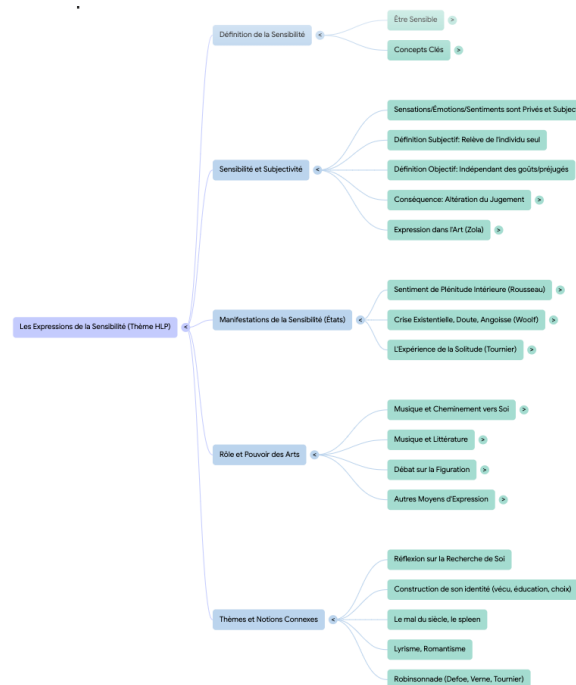 Les Expressions de la Sensibilité (Thème HLP)
Définition de la Sensibilité
Être Sensible
Concepts Clés
Sensibilité et Subjectivité
Sensations/Émotions/Sentiments sont Privés et Subjec
Définition Subjectif: Relève de l'individu seul
Définition Objectif: Indépendant des goûts/préjugés
Conséquence: Altération du Jugement
Expression dans l'Art (Zola)
Manifestations de la Sensibilité (États)
Sentiment de Plénitude Intérieure (Rousseau)
Crise Existentielle, Doute, Angoisse (Woolf)
L'Expérience de la Solitude (Tournier)
Rôle et Pouvoir des Arts
Musique et Cheminement vers Soi
Musique et Littérature
Débat sur la Figuration
Autres Moyens d'Expression
Thèmes et Notions Connexes
Réflexion sur la Recherche de Soi
Construction de son identité (vécu, éducation, choix)
Le mal du siècle, le spleen
Lyrisme, Romantisme
Robinsonnade (Defoe, Verne, Tournier)